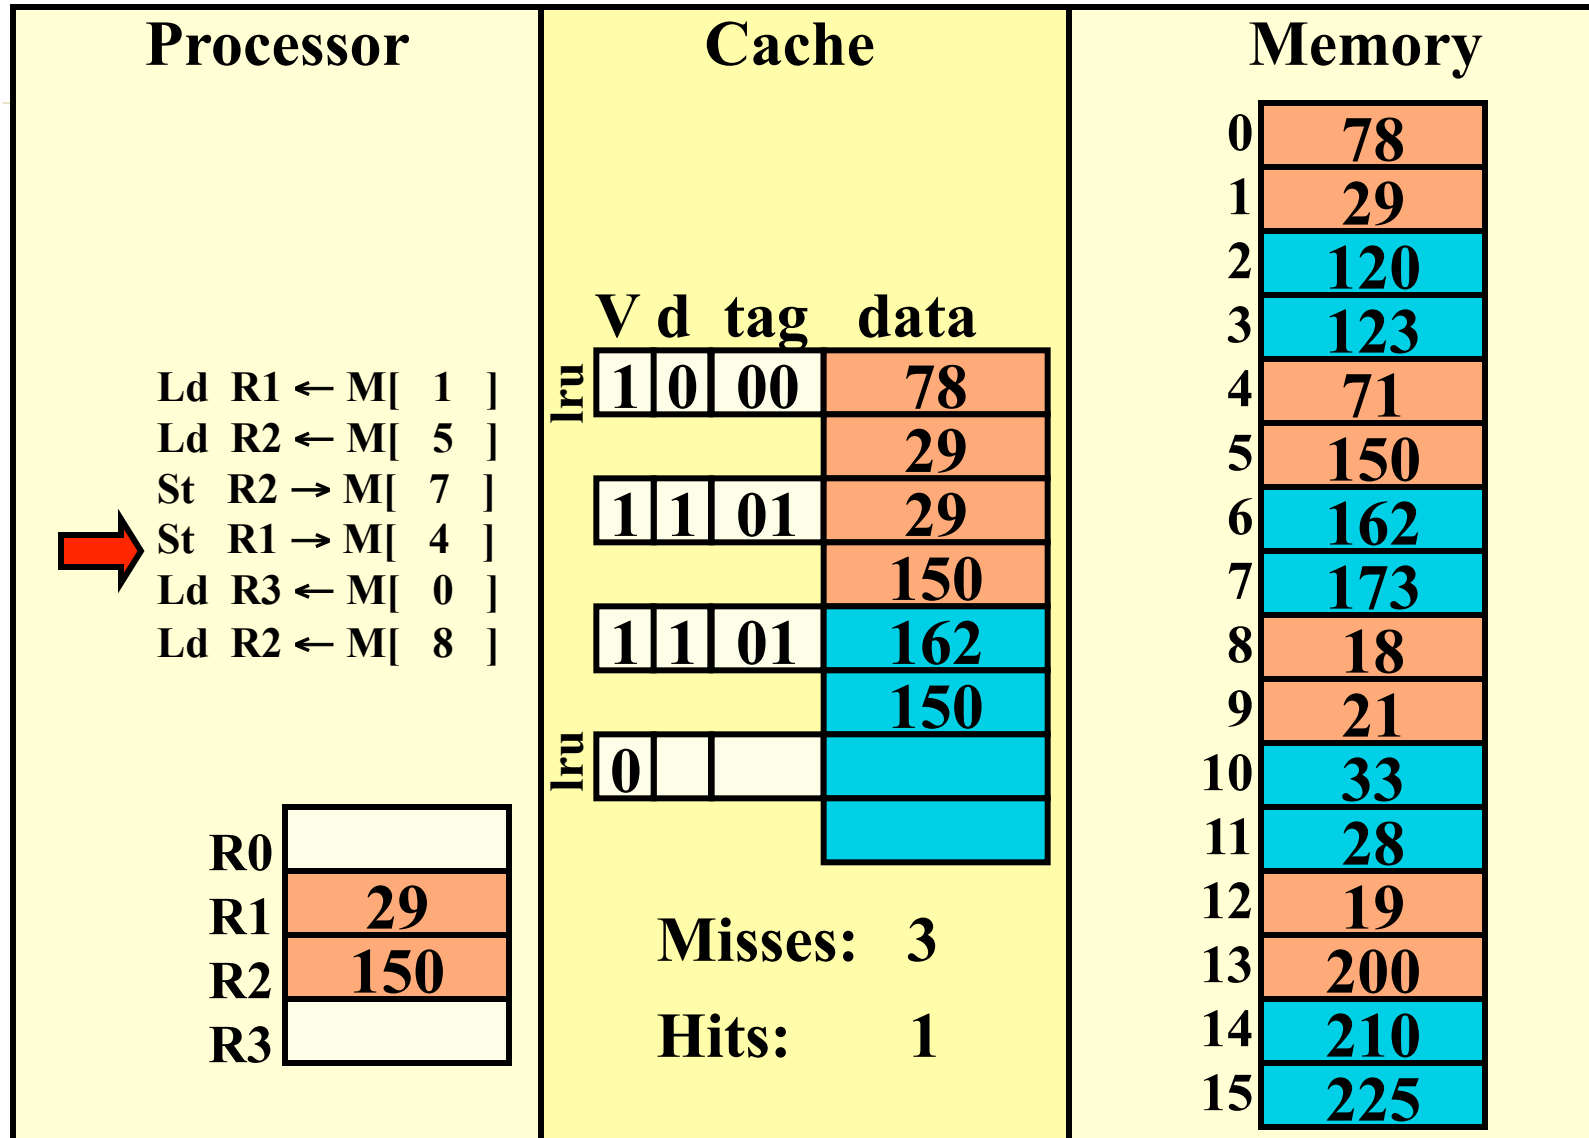 Processor
Ld R1 ← M[ 1 ]
Ld R2 ← M[ 5 ]
St R2 → M[ 7 ]
St R1 → M[ 4 ]
Ld R3 ← M[ 0 ]
Ld R2 ← M[ 8 ]
R0
R1 29
R2 150
R3
Cache
V d tag data
lru 1 0 00 78
29
1 1 01 29
150
1 1 01 162
150
lru 0
Misses: 3
Hits: 1
Memory
0 78
1 29
2 120
3 123
4 71
5 150
6 162
7 173
8 18
9 21
10 33
11 28
12 19
13 200
14 210
15 225